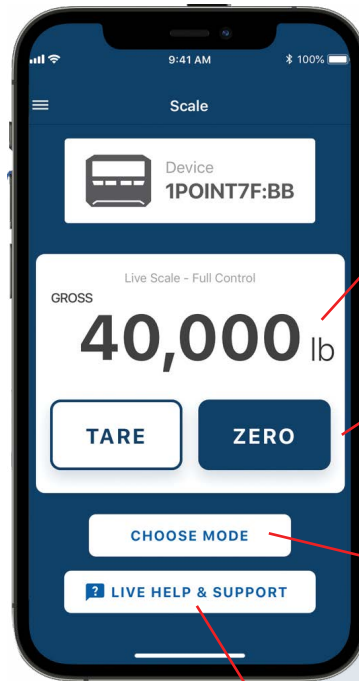 9:41 AM
100%
Scale
Device
1POINT7F:BB
Live Scale - Full Control
GROSS
40,000 lb
TARE
ZERO
CHOOSE MODE
? LIVE HELP & SUPPORT